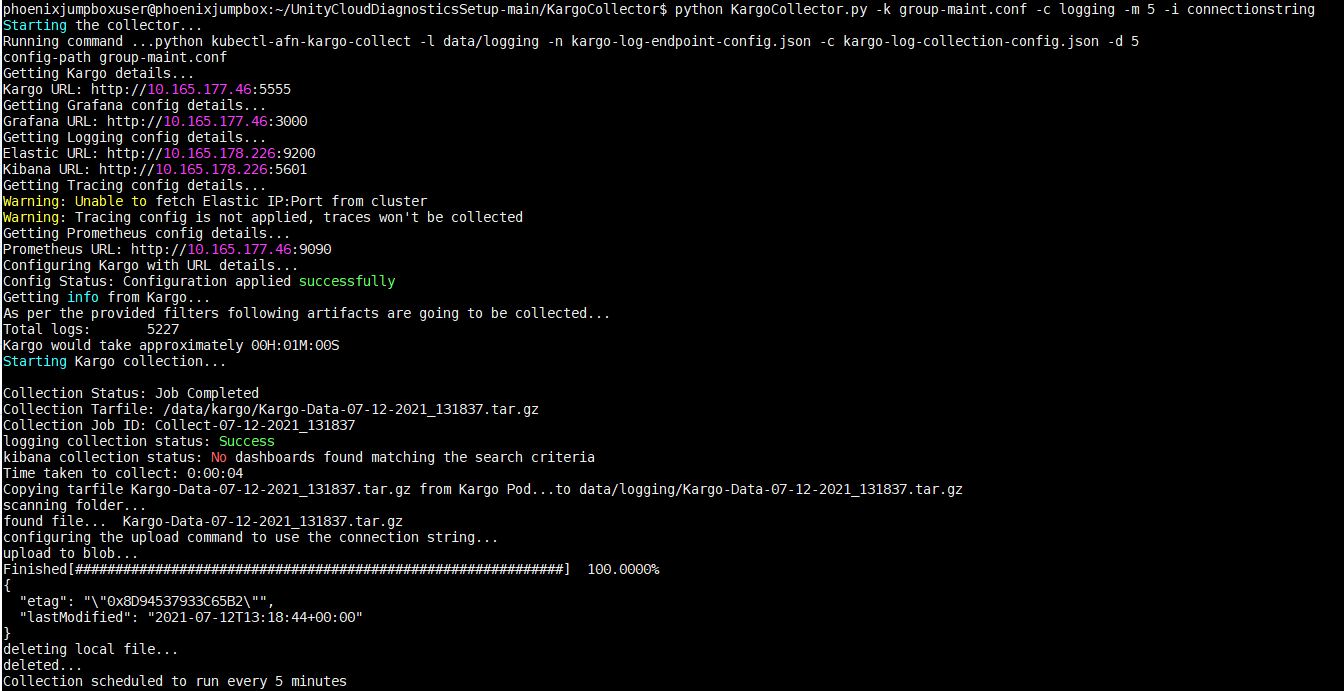 phoenixjumpboxuser@phoenixjumpbox:~/UnityCloudDiagnosticsSetup-main/KargoCollector$ python KargoCollector.py -k group-maint.conf -c logging -m 5 -i connectionstring
Starting the collector...
Running command ...python kubectl-afn-kargo-collect -l data/logging -n kargo-log-endpoint-config.json -c kargo-log-collection-config.json -d 5
config-path group-maint.conf
Getting Kargo details...
Kargo URL: http://10.165.177.46:5555
Getting Grafana config details...
Grafana URL: http://10.165.177.46:3000
Getting Logging config details...
Elastic URL: http://10.165.178.226:9200
Kibana URL: http://10.165.178.226:5601
Getting Tracing config details...
Warning: Unable to fetch Elastic IP:Port from cluster
Warning: Tracing config is not applied, traces won't be collected
Getting Prometheus config details...
Prometheus URL: http://10.165.177.46:9090
Configuring Kargo with URL details...
Config Status: Configuration applied successfully
Getting info from Kargo...
As per the provided filters following artifacts are going to be collected...
Total logs:       5227
Kargo would take approximately 00H:01M:00S
Starting Kargo collection...
Collection Status: Job Completed
Collection Tarfile: /data/kargo/Kargo-Data-07-12-2021_131837.tar.gz
Collection Job ID: Collect-07-12-2021_131837
logging collection status: Success
kibana collection status: No dashboards found matching the search criteria
Time taken to collect: 0:00:04
Copying tarfile Kargo-Data-07-12-2021_131837.tar.gz from Kargo Pod...to data/logging/Kargo-Data-07-12-2021_131837.tar.gz
scanning folder...
found file...  Kargo-Data-07-12-2021_131837.tar.gz
configuring the upload command to use the connection string...
upload to blob...
Finished[#############################################################]  100.0000%
{
  "etag": "\"0x8D94537933C65B2\"",
  "lastModified": "2021-07-12T13:18:44+00:00"
}
deleting local file...
deleted...
Collection scheduled to run every 5 minutes